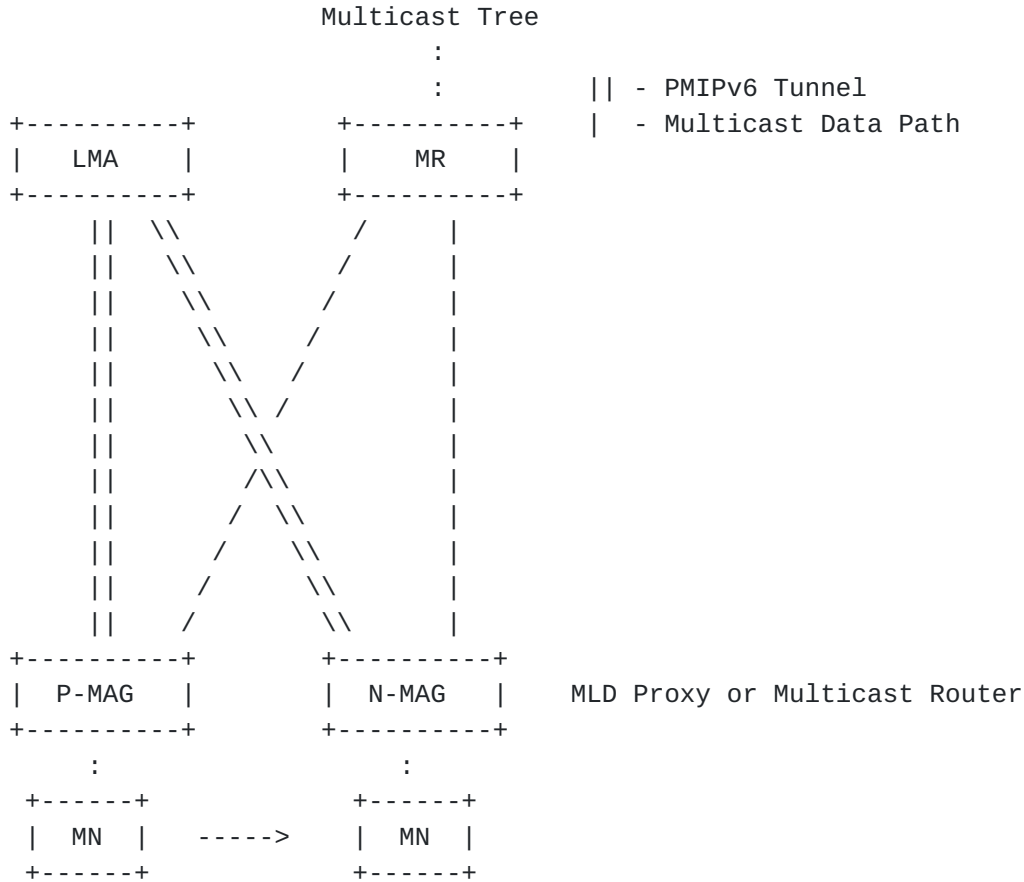 Multicast Tree
:
: || - PMIPv6 Tunnel
+----------+ +----------+ | - Multicast Data Path
| LMA | | MR |
+----------+ +----------+
|| \\ / |
|| \\ / |
|| \\ / |
|| \\ / |
|| \\ / |
|| \\ / |
|| \\ |
|| /\\ |
|| / \\ |
|| / \\ |
|| / \\ |
|| / \\ |
+----------+ +----------+
| P-MAG | | N-MAG | MLD Proxy or Multicast Router
+----------+ +----------+
: :
+------+ +------+
| MN | -----> | MN |
+------+ +------+